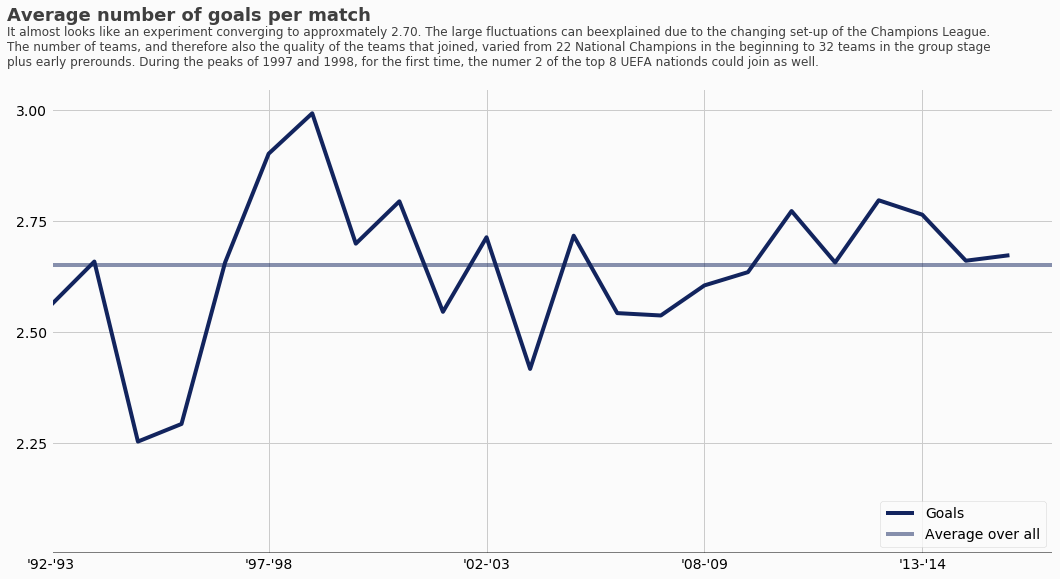 Average number of goals per match
It almost looks like an experiment converging to approxmately 2.70. The large fluctuations can beexplained due to the changing set-up of the Champions League.
The number of teams, and therefore also the quality of the teams that joined, varied from 22 National Champions in the beginning to 32 teams in the group stage
plus early prerounds. During the peaks of 1997 and 1998, for the first time, the numer 2 of the top 8 UEFA nationds could join as well.
3.00
2.75
2.50
2.25
Goals
Average over all
'92-'93
'97-'98
'02-'03
'08-'09
'13-'14